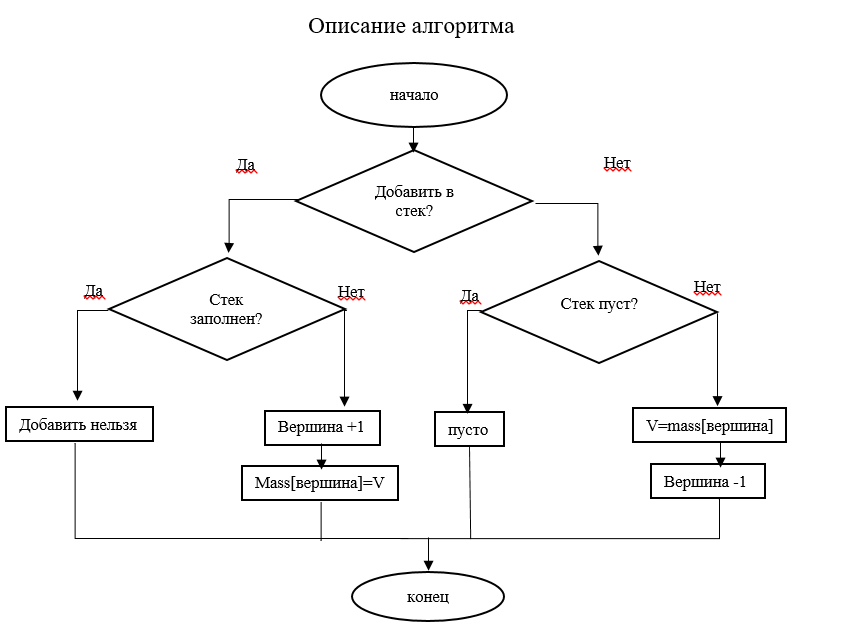 Описание алгоритма
начало
Да
Нет
Добавить в
стек?
Да
Стек
заполнен?
Нет
Да
Стек пуст?
Нет
Добавить нельзя
Вершина +1
пусто
V=mass[вершина]
Mass[вершина]=V
Вершина -1
конец